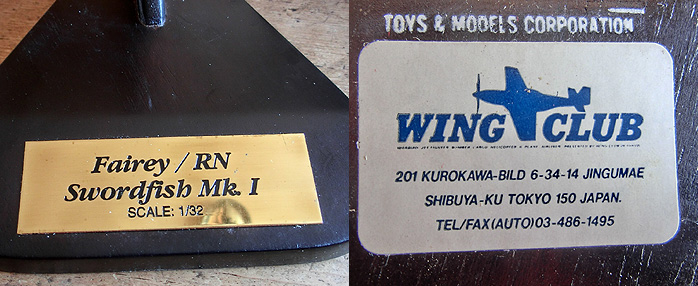 Fairey / RN
Swordfish Mk. I
SCALE: 1/32
TOYS & MODELS CORPORATION
WING CLUB
201 KUROKAWA-BILD 6-34-14 JINGUMAE
SHIBUYA-KU TOKYO 150 JAPAN.
TEL/FAX(AUTO)03-486-1495